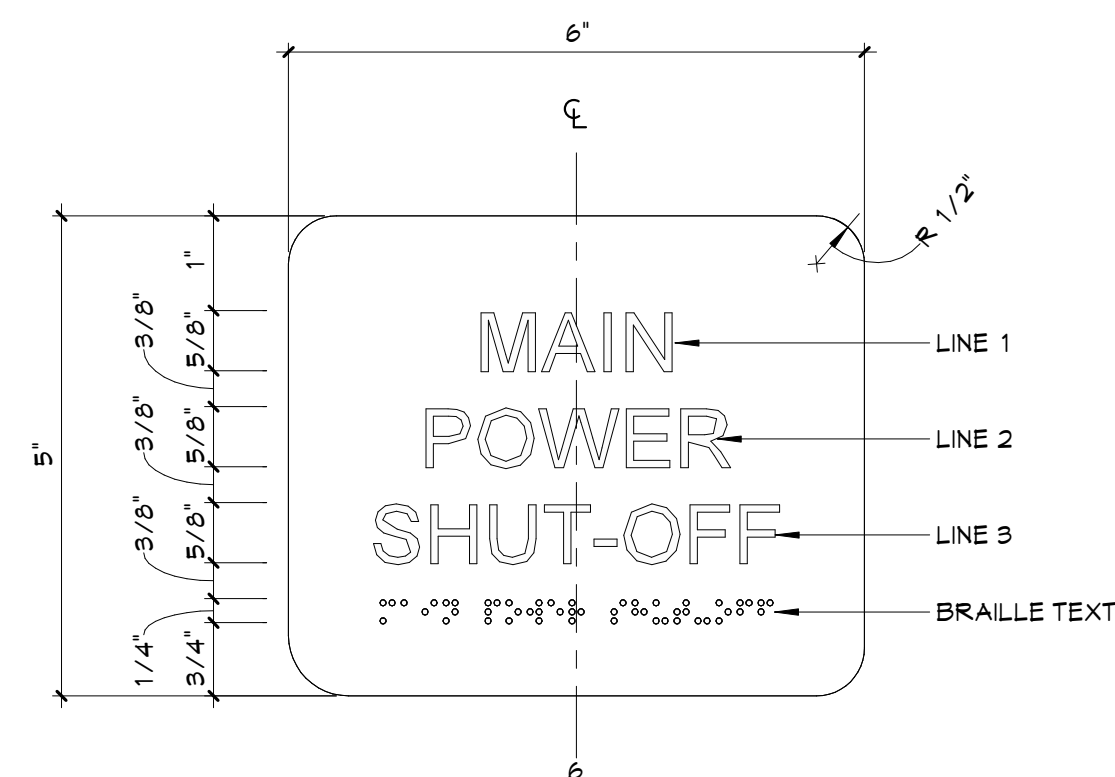 6"
℄
R 1/2"
5"
1"
5/8"
3/8"
MAIN
LINE 1
5/8"
3/8"
POWER
LINE 2
5/8"
3/8"
SHUT-OFF
LINE 3
1/4"
3/4"
BRAILLE TEXT
6